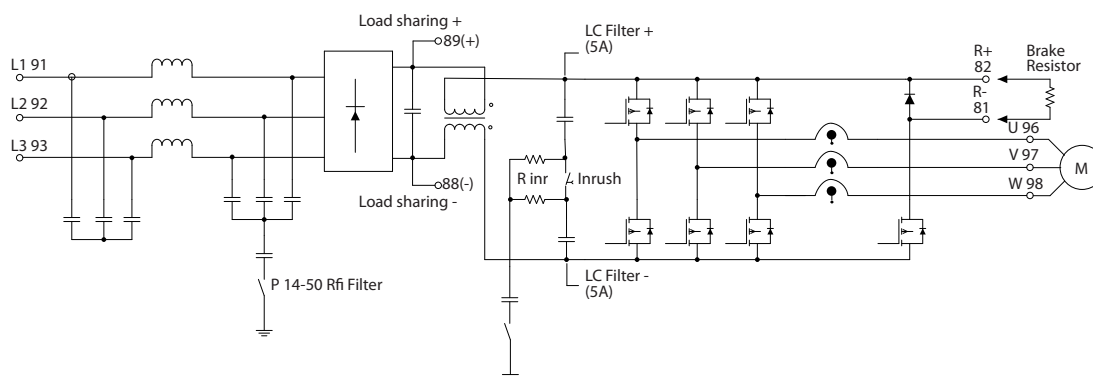 Load sharing +
89(+)
LC Filter +
(5A)
R+
82
Brake
Resistor
L1 91
L2 92
R-
81
U 96
L3 93
R inr
Inrush
V 97
M
88(-)
W 98
Load sharing -
LC Filter -
(5A)
P 14-50 Rfi Filter